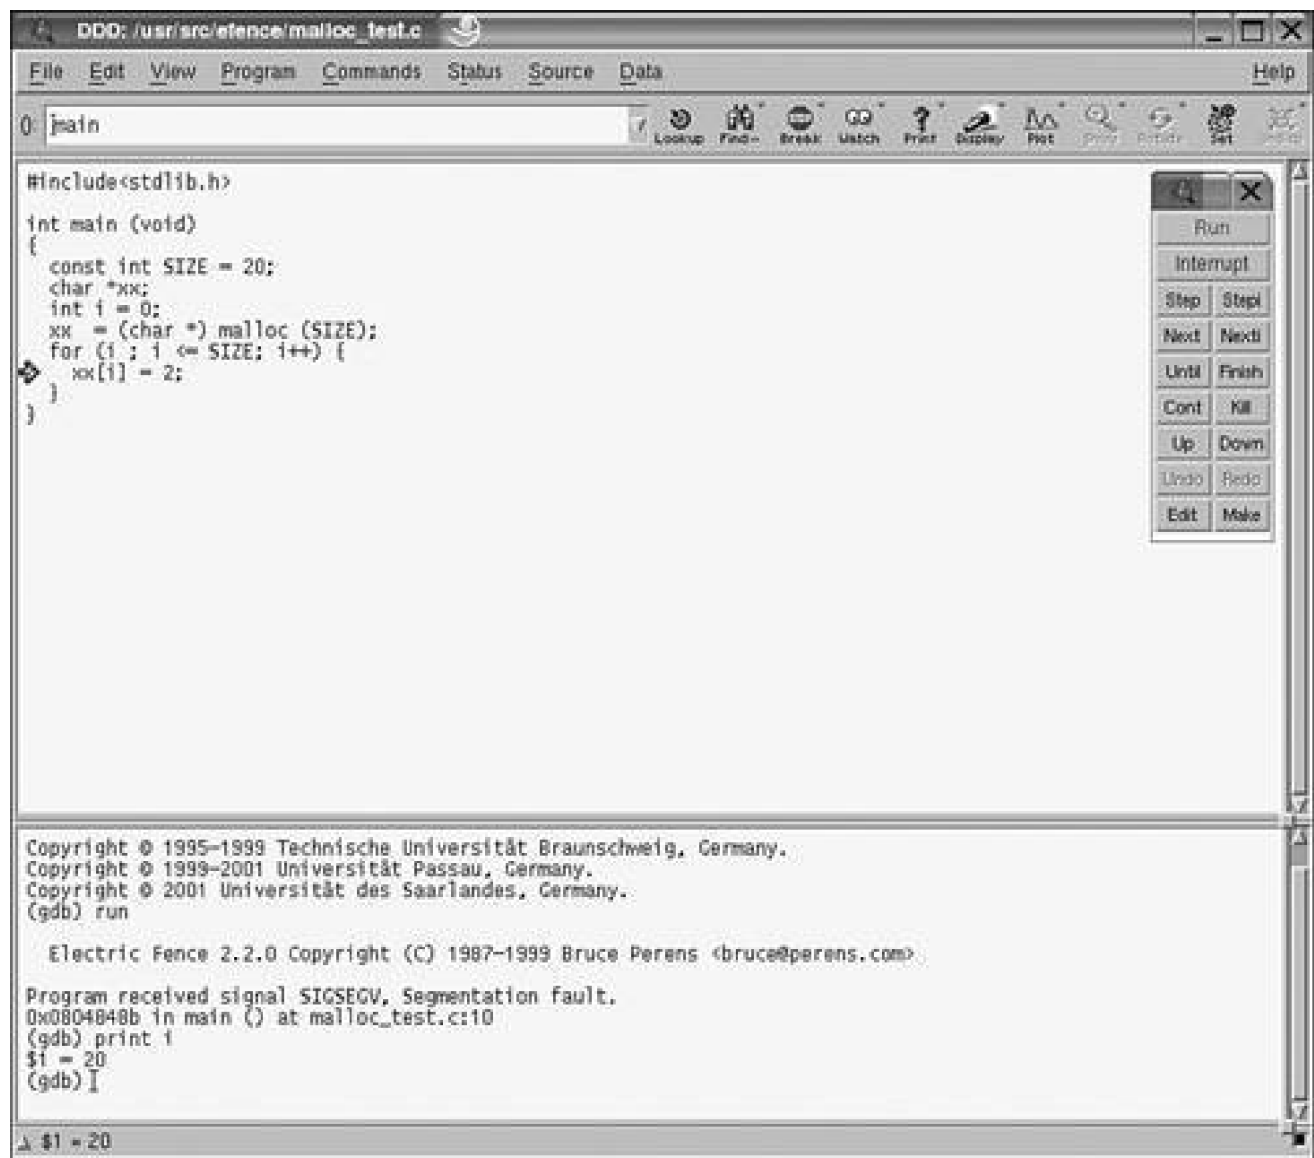 DDD: /usr/src/efence/malloc_test.c
File Edit View Program Commands Status Source Data Help
(): main
Lookup Find» Break Watch Print Display Plot Set
#include<stdlib.h>
int main (void)
{
const int SIZE = 20;
char *xx;
int i = 0;
xx = (char *) malloc (SIZE);
for (i ; i <= SIZE; i++) {
xx[i] = 2;
}
}
Run
Interrupt
Step Stepi
Next Nexti
Until Finish
Cont Kill
Up Down
Undo Redo
Edit Make
Copyright © 1995-1999 Technische Universität Braunschweig, Germany.
Copyright © 1999-2001 Universität Passau, Germany.
Copyright © 2001 Universität des Saarlandes, Germany.
(gdb) run
Electric Fence 2.2.0 Copyright (C) 1987-1999 Bruce Perens <bruce@perens.com>
Program received signal SIGSEGV, Segmentation fault.
0x0804848b in main () at malloc_test.c:10
(gdb) print i
$1 = 20
(gdb)
$1 = 20